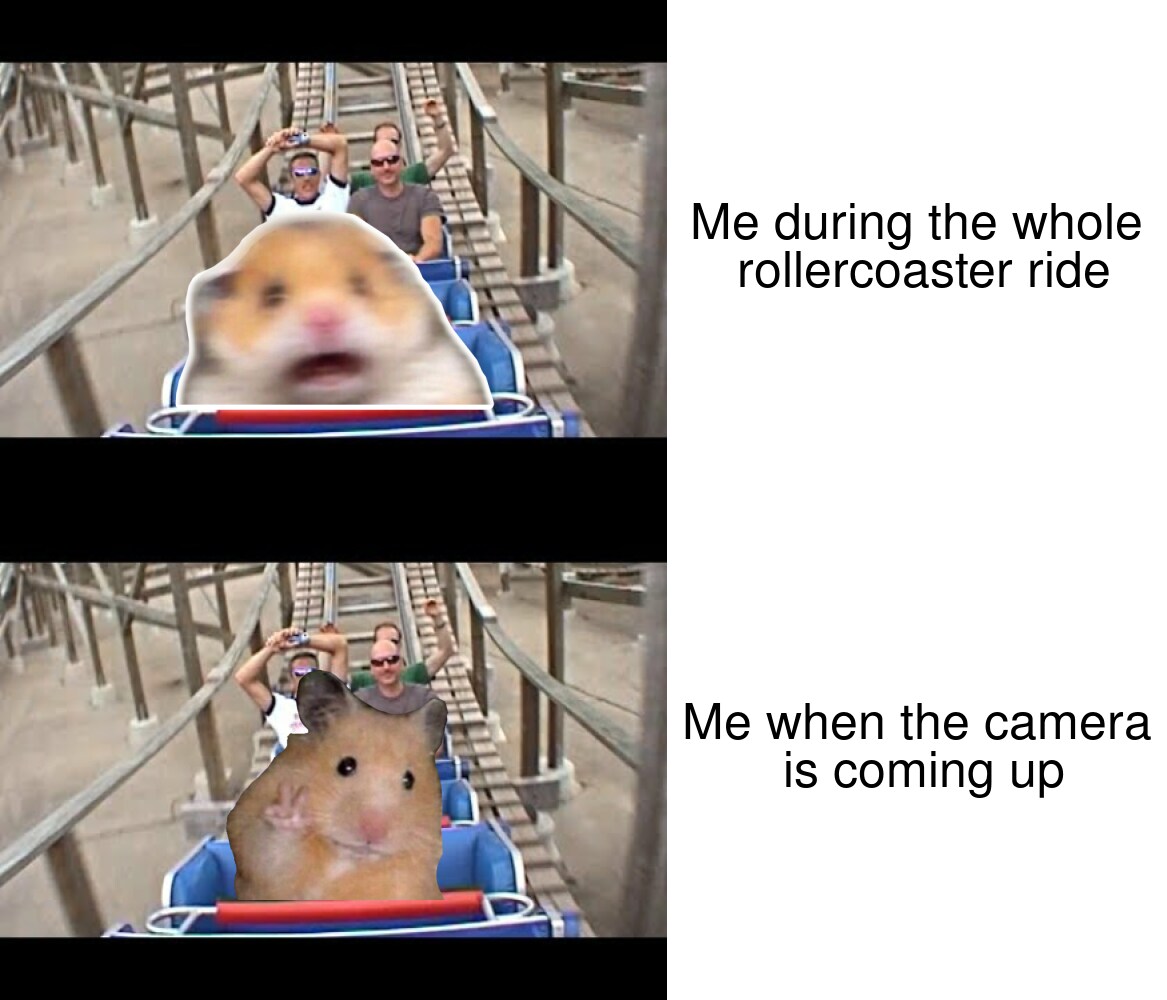 Me during the whole
rollercoaster ride
Me when the camera
is coming up